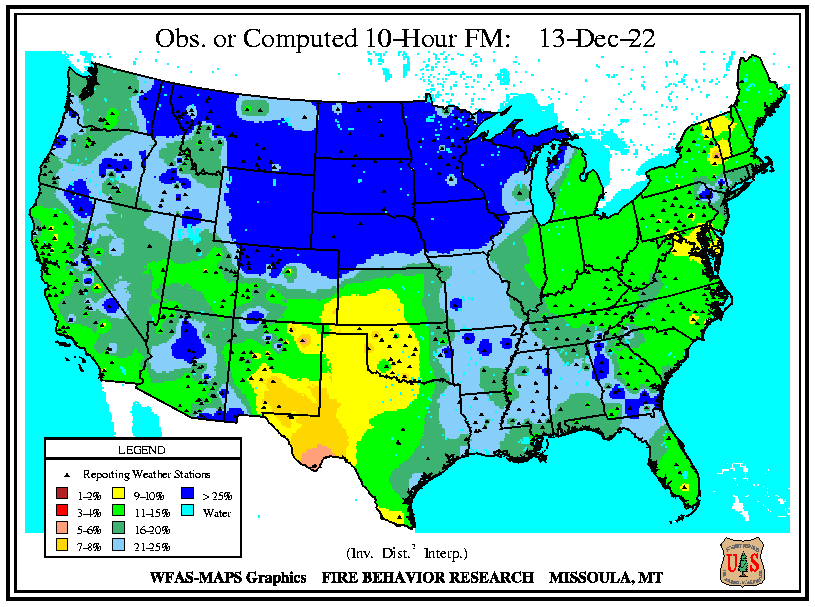 Obs. or Computed 10-Hour FM: 13-Dec-22
LEGEND
Reporting Weather Stations
1-2% 9-10% > 25%
3-4% 11-15% Water
5-6% 16-20%
7-8% 21-25%
(Inv. Dist.² Interp.)
WFAS-MAPS Graphics FIRE BEHAVIOR RESEARCH MISSOULA, MT
U S